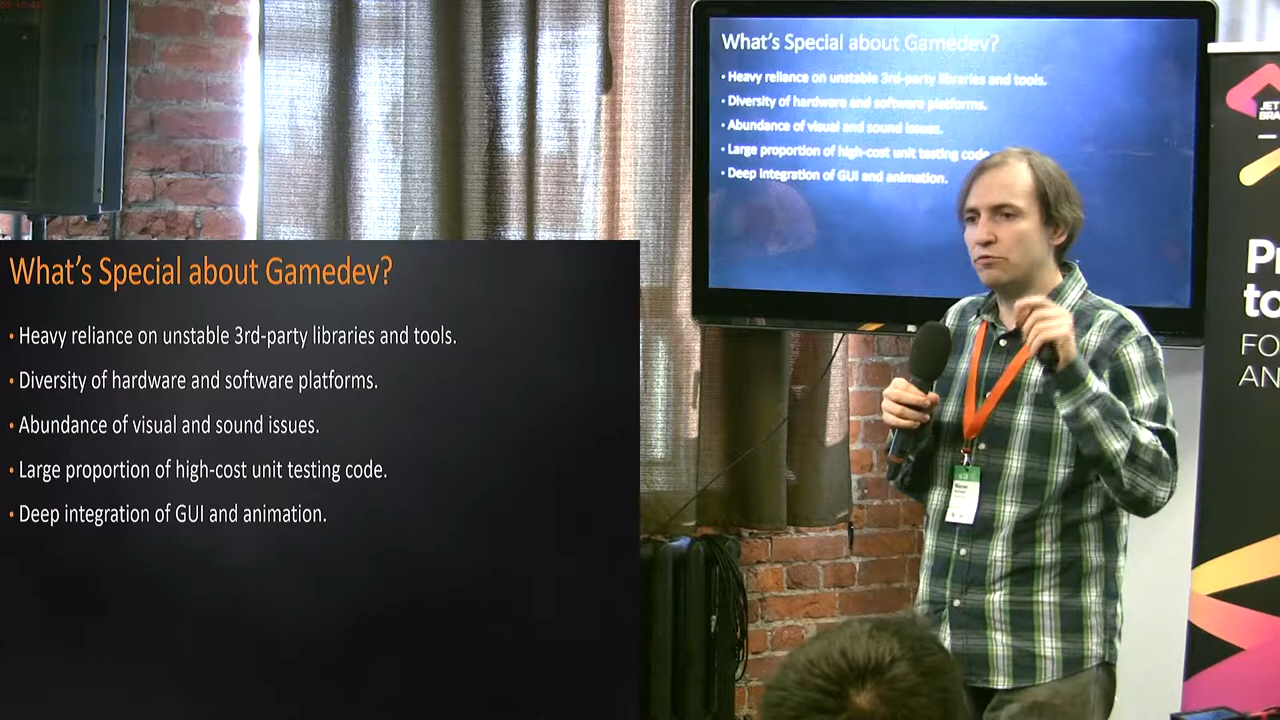 What's Special about Gamedev?
• Heavy reliance on unstable 3rd-party libraries and tools.
• Diversity of hardware and software platforms.
• Abundance of visual and sound issues.
• Large proportion of high-cost unit testing code
• Deep integration of GUI and animation.
JET
BRA
What's Special about Gamedev?
• Heavy reliance on unstable 3rd-party libraries and tools.
• Diversity of hardware and software platforms.
• Abundance of visual and sound issues.
• Large proportion of high-cost unit testing code.
• Deep integration of GUI and animation.
to
FO
AN